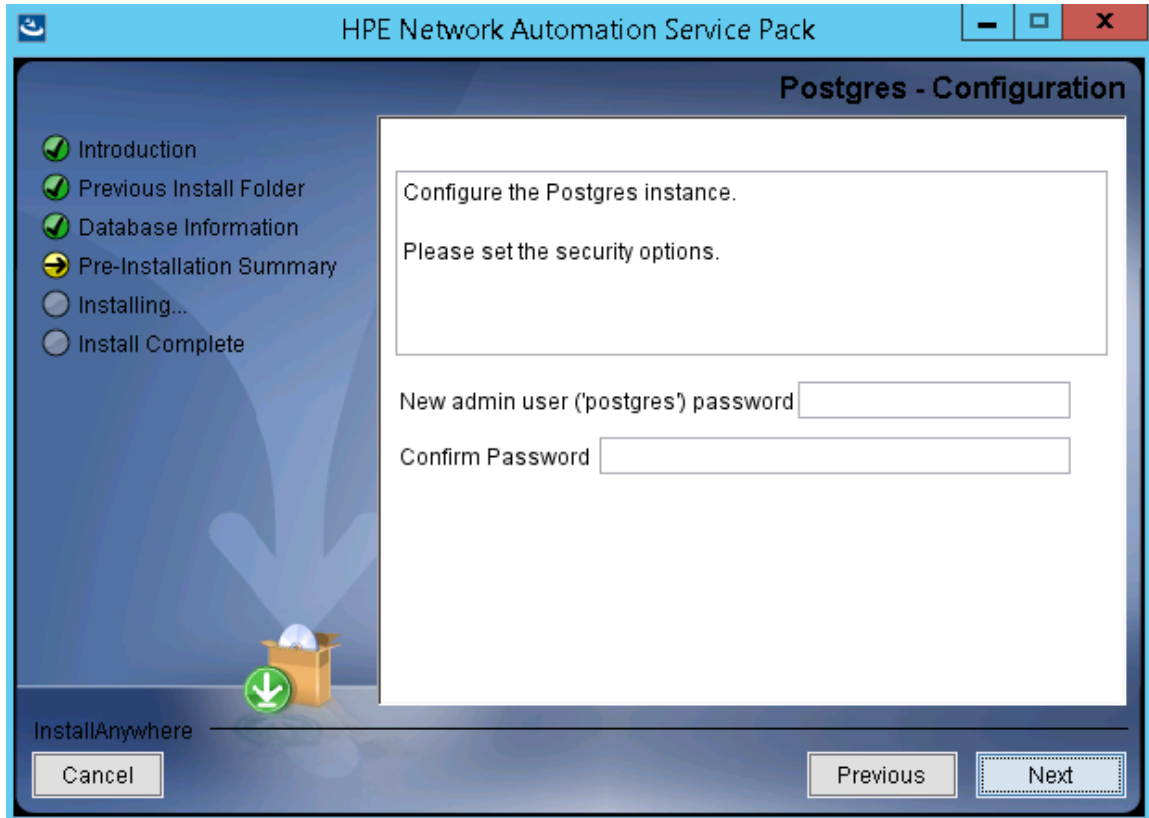 HPE Network Automation Service Pack
Postgres - Configuration
Introduction
Previous Install Folder
Database Information
Pre-Installation Summary
Installing...
Install Complete
Configure the Postgres instance.
Please set the security options.
New admin user ('postgres') password
Confirm Password
InstallAnywhere
Cancel
Previous
Next